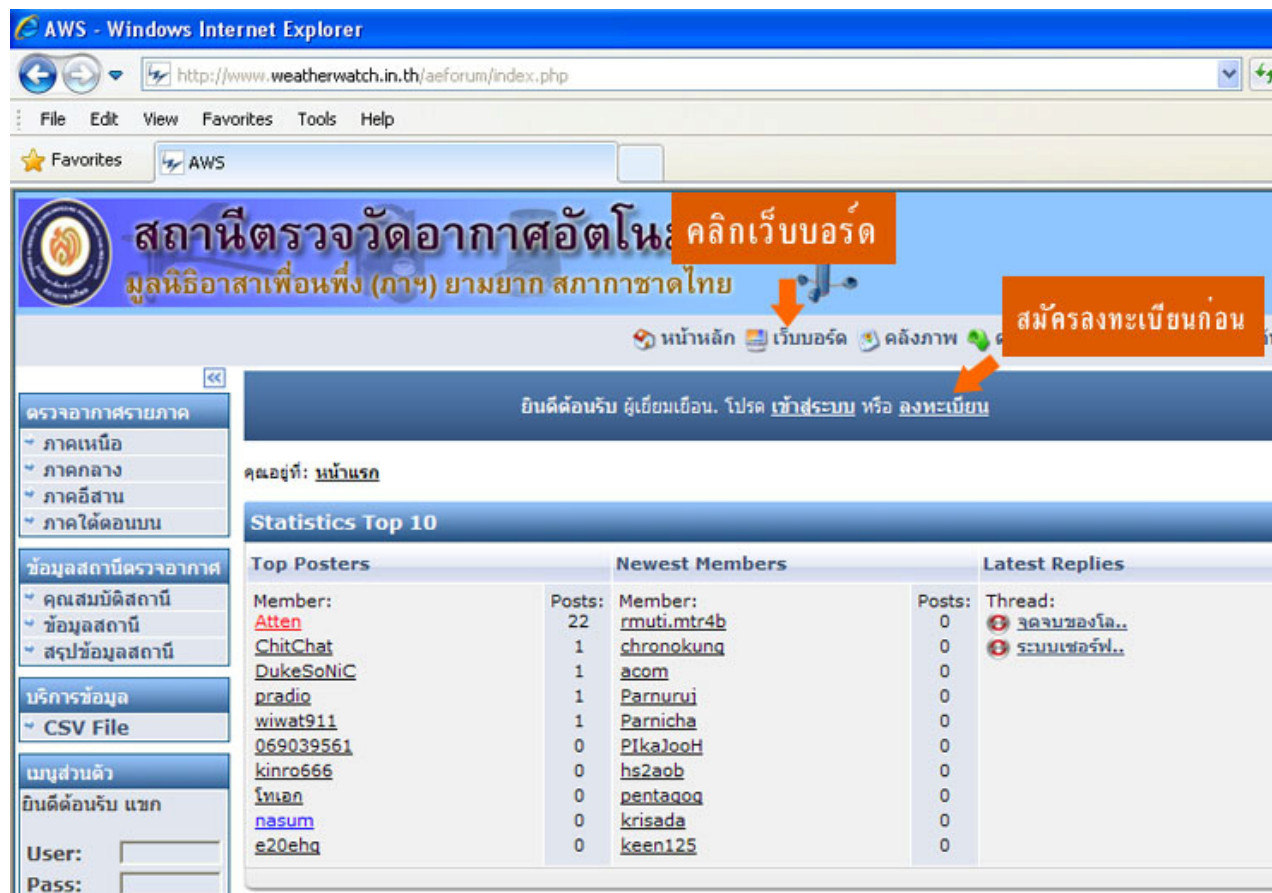 AWS - Windows Internet Explorer
http://www.weatherwatch.in.th/aeforum/index.php
File Edit View Favorites Tools Help
Favorites AWS
สถานีตรวจวัดอากาศอัตโน
คลิกเว็บบอร์ด
มูลนิธิอาสาเพื่อนพึ่ง (ภาฯ) ยามยาก สภากาชาดไทย
สมัครลงทะเบียนก่อน
หน้าหลัก เว็บบอร์ด คลังภาพ
ยินดีต้อนรับ ผู้เยี่ยมเยือน. โปรด เข้าสู่ระบบ หรือ ลงทะเบียน
คุณอยู่ที่: หน้าแรก
ตรวจอากาศรายภาค
ภาคเหนือ
ภาคกลาง
ภาคอีสาน
ภาคใต้ตอนบน
ข้อมูลสถานีตรวจอากาศ
คุณสมบัติสถานี
ข้อมูลสถานี
สรุปข้อมูลสถานี
บริการข้อมูล
CSV File
เมนูส่วนตัว
ยินดีต้อนรับ แขก
User:
Pass:
Statistics Top 10
Top Posters Newest Members Latest Replies
Member: Posts: Member: Posts: Thread:
Atten 22 rmuti.mtr4b 0 จุดจบของโล..
ChitChat 1 chronokung 0 ระบบเซอร์ฟ..
DukeSoNiC 1 acom 0
pradio 1 Parnuruj 0
wiwat911 1 Parnicha 0
069039561 0 PIkaJooH 0
kinro666 0 hs2aob 0
โทเอก 0 pentagog 0
nasum 0 krisada 0
e20ehg 0 keen125 0